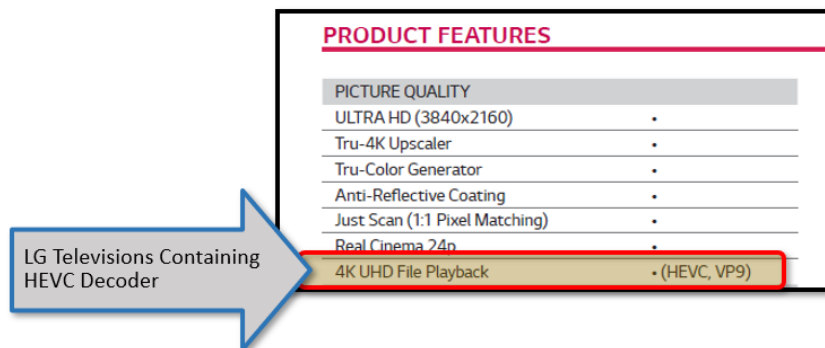 PRODUCT FEATURES
PICTURE QUALITY
ULTRA HD (3840x2160) •
Tru-4K Upscaler •
Tru-Color Generator •
Anti-Reflective Coating •
Just Scan (1:1 Pixel Matching) •
Real Cinema 24p •
4K UHD File Playback • (HEVC, VP9)
LG Televisions Containing
HEVC Decoder